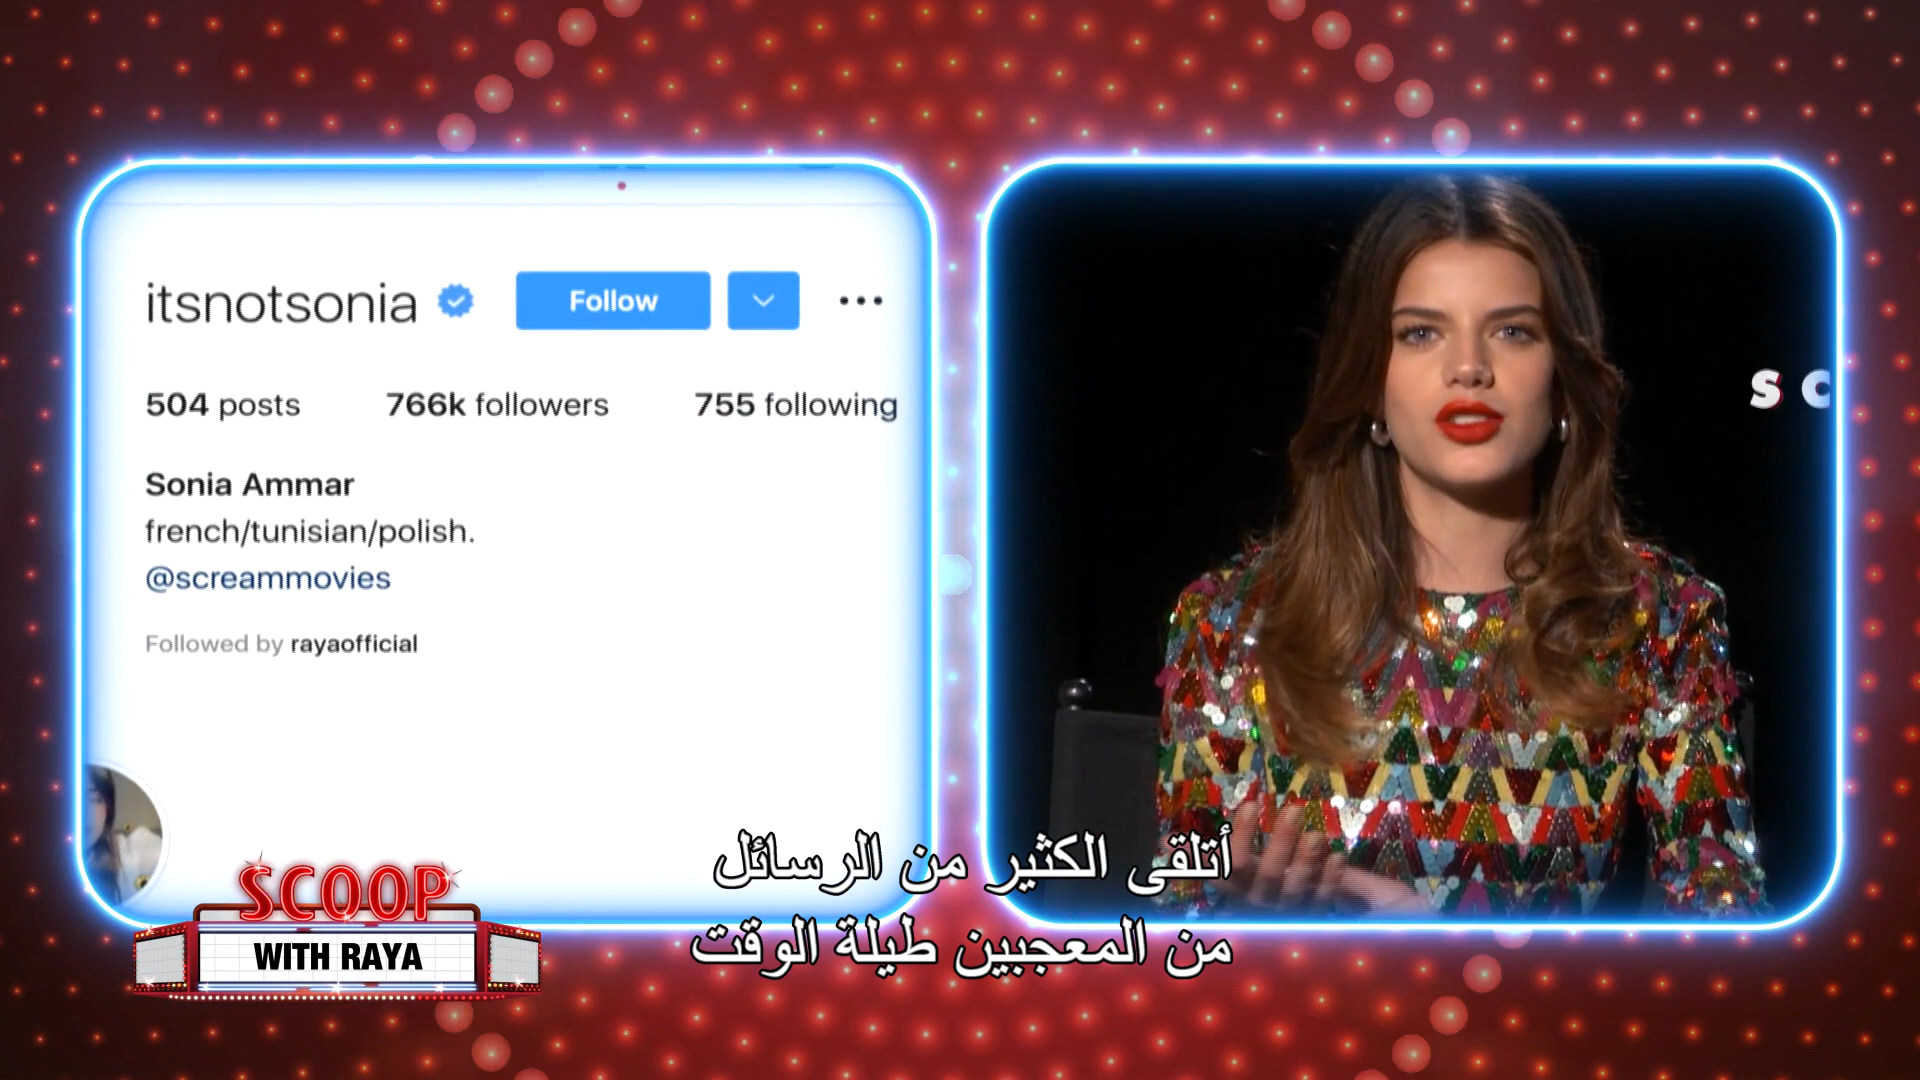 itsnotsonia
Follow
504 posts 766k followers 755 following
Sonia Ammar
french/tunisian/polish.
@screammovies
Followed by rayaofficial
S C
أتلقى الكثير من الرسائل
من المعجبين طيلة الوقت
SCOOP
WITH RAYA